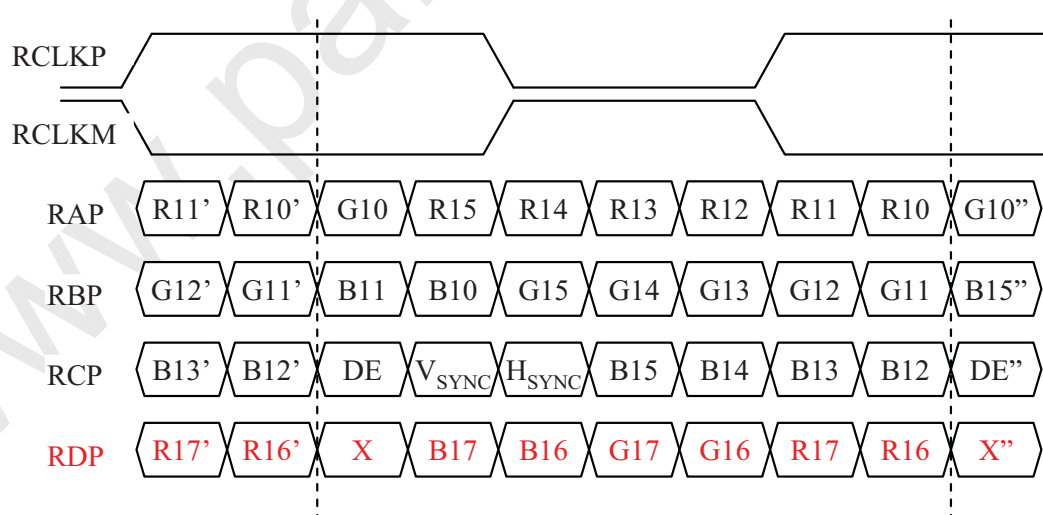 RCLKP
RCLKM
RAP R11’ R10’ G10 R15 R14 R13 R12 R11 R10 G10”
RBP G12’ G11’ B11 B10 G15 G14 G13 G12 G11 B15”
RCP B13’ B12’ DE VSYNC HSYNC B15 B14 B13 B12 DE”
RDP R17’ R16’ X B17 B16 G17 G16 R17 R16 X”
www.pa